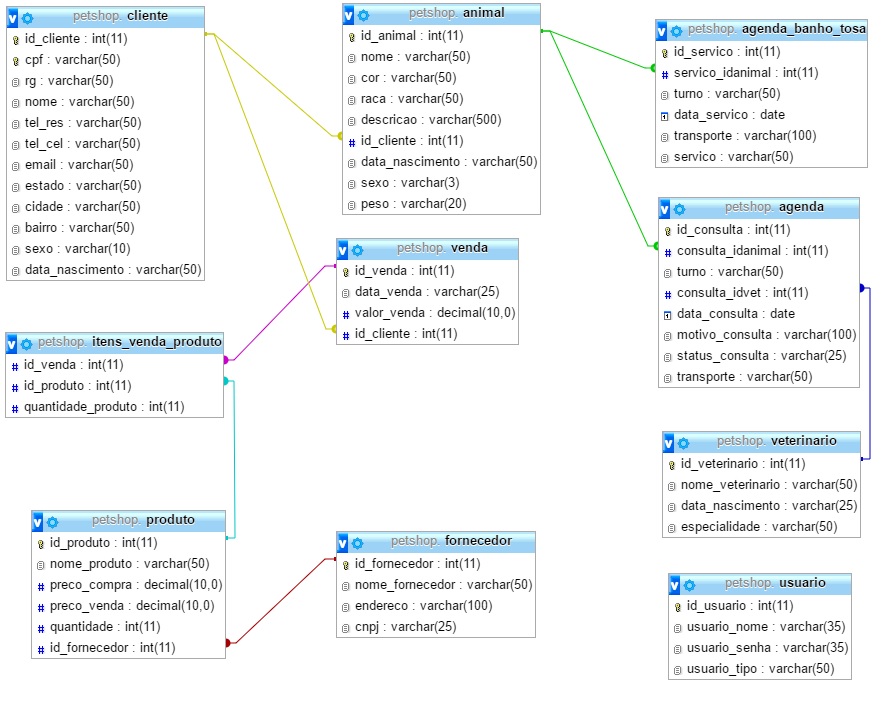 petshop. cliente
id_cliente : int(11)
cpf : varchar(50)
rg : varchar(50)
nome : varchar(50)
tel_res : varchar(50)
tel_cel : varchar(50)
email : varchar(50)
estado : varchar(50)
cidade : varchar(50)
bairro : varchar(50)
sexo : varchar(10)
data_nascimento : varchar(50)
petshop. animal
id_animal : int(11)
nome : varchar(50)
cor : varchar(50)
raca : varchar(50)
descricao : varchar(500)
id_cliente : int(11)
data_nascimento : varchar(50)
sexo : varchar(3)
peso : varchar(20)
petshop. agenda_banho_tosa
id_servico : int(11)
servico_idanimal : int(11)
turno : varchar(50)
data_servico : date
transporte : varchar(100)
servico : varchar(50)
petshop. agenda
id_consulta : int(11)
consulta_idanimal : int(11)
turno : varchar(50)
consulta_idvet : int(11)
data_consulta : date
motivo_consulta : varchar(100)
status_consulta : varchar(25)
transporte : varchar(50)
petshop. venda
id_venda : int(11)
data_venda : varchar(25)
valor_venda : decimal(10,0)
id_cliente : int(11)
petshop. itens_venda_produto
id_venda : int(11)
id_produto : int(11)
quantidade_produto : int(11)
petshop. veterinario
id_veterinario : int(11)
nome_veterinario : varchar(50)
data_nascimento : varchar(25)
especialidade : varchar(50)
petshop. produto
id_produto : int(11)
nome_produto : varchar(50)
preco_compra : decimal(10,0)
preco_venda : decimal(10,0)
quantidade : int(11)
id_fornecedor : int(11)
petshop. fornecedor
id_fornecedor : int(11)
nome_fornecedor : varchar(50)
endereco : varchar(100)
cnpj : varchar(25)
petshop. usuario
id_usuario : int(11)
usuario_nome : varchar(35)
usuario_senha : varchar(35)
usuario_tipo : varchar(50)